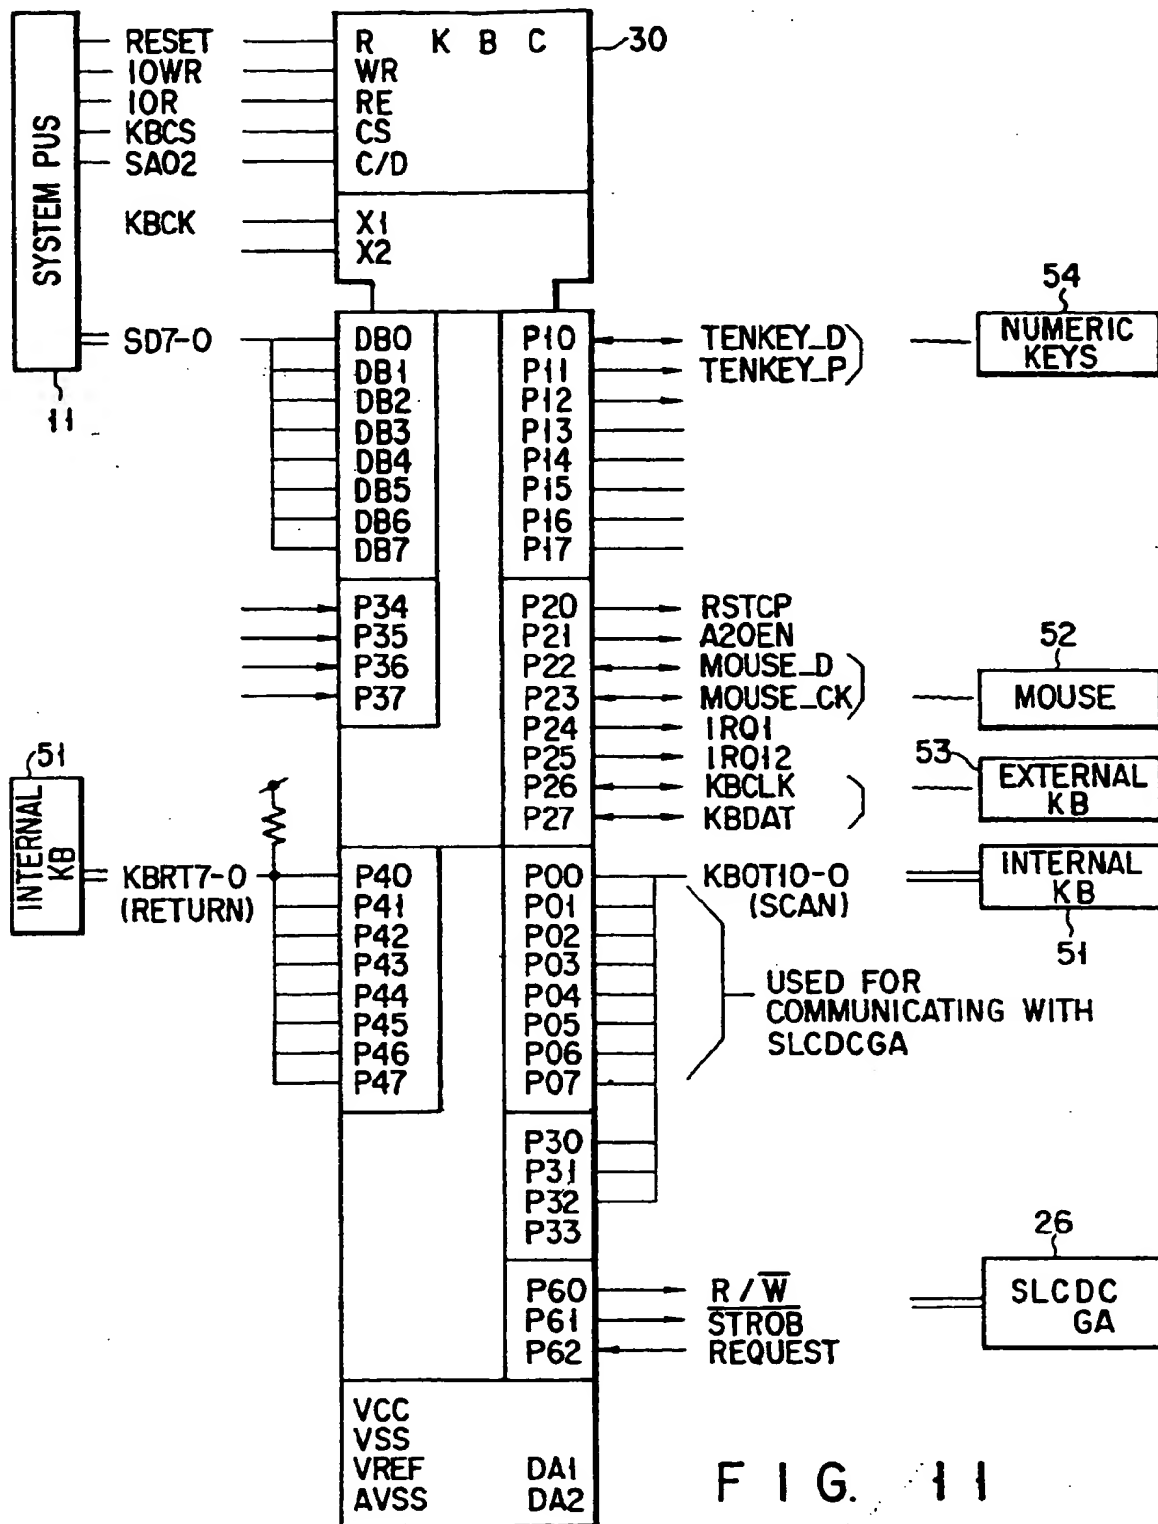 RESET R K B C 30
IOWR WR
IOR RE
KBCS CS
SA02 C/D
SYSTEM PUS
11
KBCK X1
X2
SD7-0 DB0 P10 TENKEY_D
DB1 P11 TENKEY_P
DB2 P12
DB3 P13
DB4 P14
DB5 P15
DB6 P16
DB7 P17
54
NUMERIC
KEYS
P34 P20 RSTCP
P35 P21 A20EN
P36 P22 MOUSE_D
P37 P23 MOUSE_CK
P24 IRQ1
P25 IRQ12
P26 KBCLK
P27 KBDAT
52
MOUSE
53
EXTERNAL
KB
51
INTERNAL
KB
KBRT7-0
(RETURN)
P40 P00 KBOT10-0
(SCAN)
P41 P01
P42 P02
P43 P03
P44 P04
P45 P05
P46 P06
P47 P07
INTERNAL
KB
51
USED FOR
COMMUNICATING WITH
SLCDCGA
P30
P31
P32
P33
P60 R/W̅
P61 S̅T̅R̅O̅B̅
P62 REQUEST
26
SLCDC
GA
VCC
VSS
VREF DA1
AVSS DA2
FIG. 11